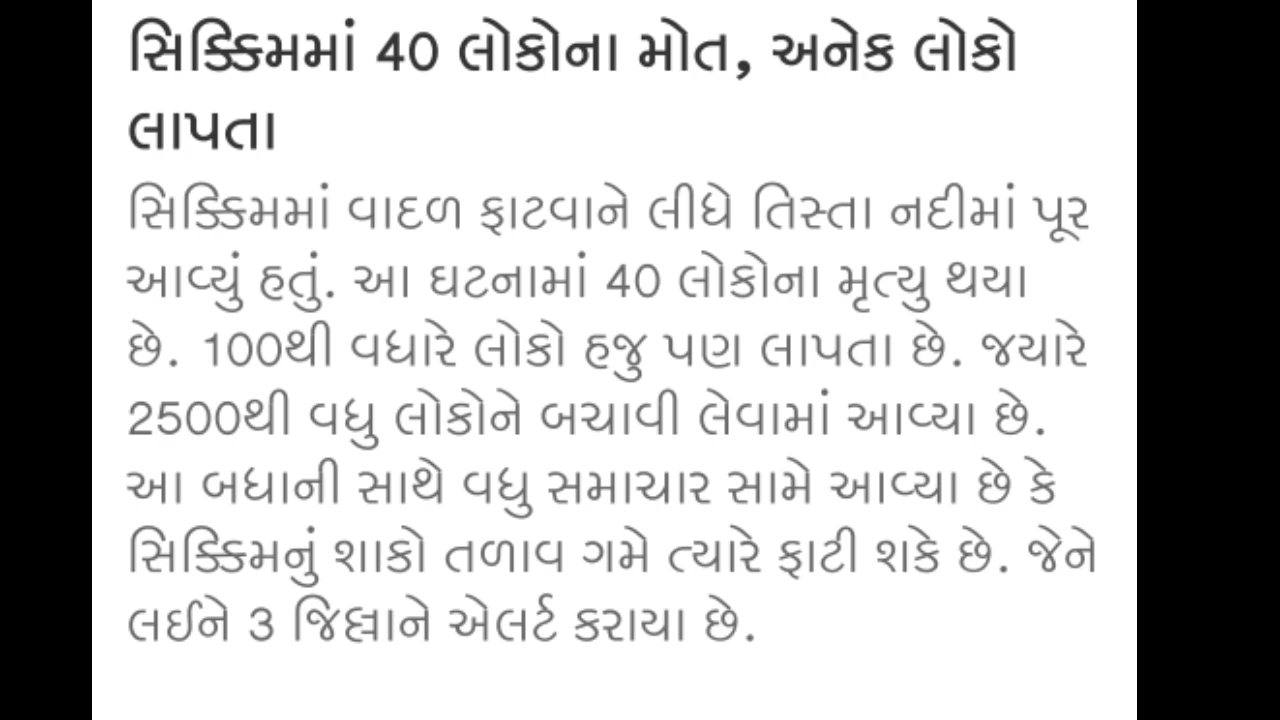 સિક્કિમમાં 40 લોકોના મોત, અનેક લોકો
લાપતા
સિક્કિમમાં વાદળ ફાટવાને લીધે તિસ્તા નદીમાં પૂર
આવ્યું હતું. આ ઘટનામાં 40 લોકોના મૃત્યુ થયા
છે. 100થી વધારે લોકો હજુ પણ લાપતા છે. જયારે
2500થી વધુ લોકોને બચાવી લેવામાં આવ્યા છે.
આ બધાની સાથે વધુ સમાચાર સામે આવ્યા છે કે
સિક્કિમનું શાકો તળાવ ગમે ત્યારે ફાટી શકે છે. જેને
લઈને 3 જિલ્લાને એલર્ટ કરાયા છે.